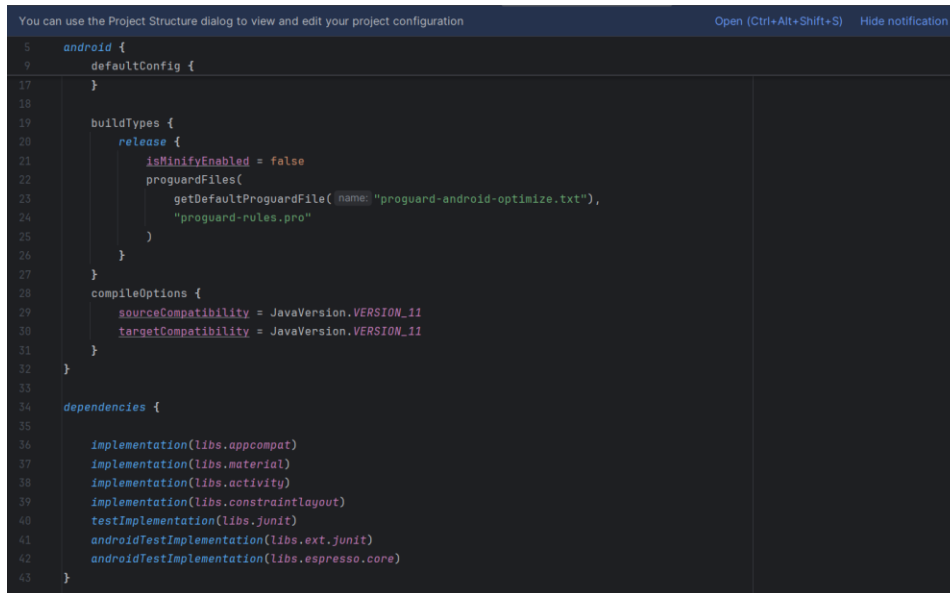 You can use the Project Structure dialog to view and edit your project configuration Open (Ctrl+Alt+Shift+S) Hide notification
5 android {
9 defaultConfig {
17 }
18
19 buildTypes {
20 release {
21 isMinifyEnabled = false
22 proguardFiles(
23 getDefaultProguardFile( name: "proguard-android-optimize.txt"),
24 "proguard-rules.pro"
25 )
26 }
27 }
28 compileOptions {
29 sourceCompatibility = JavaVersion.VERSION_11
30 targetCompatibility = JavaVersion.VERSION_11
31 }
32 }
33
34 dependencies {
35
36 implementation(libs.appcompat)
37 implementation(libs.material)
38 implementation(libs.activity)
39 implementation(libs.constraintlayout)
40 testImplementation(libs.junit)
41 androidTestImplementation(libs.ext.junit)
42 androidTestImplementation(libs.espresso.core)
43 }